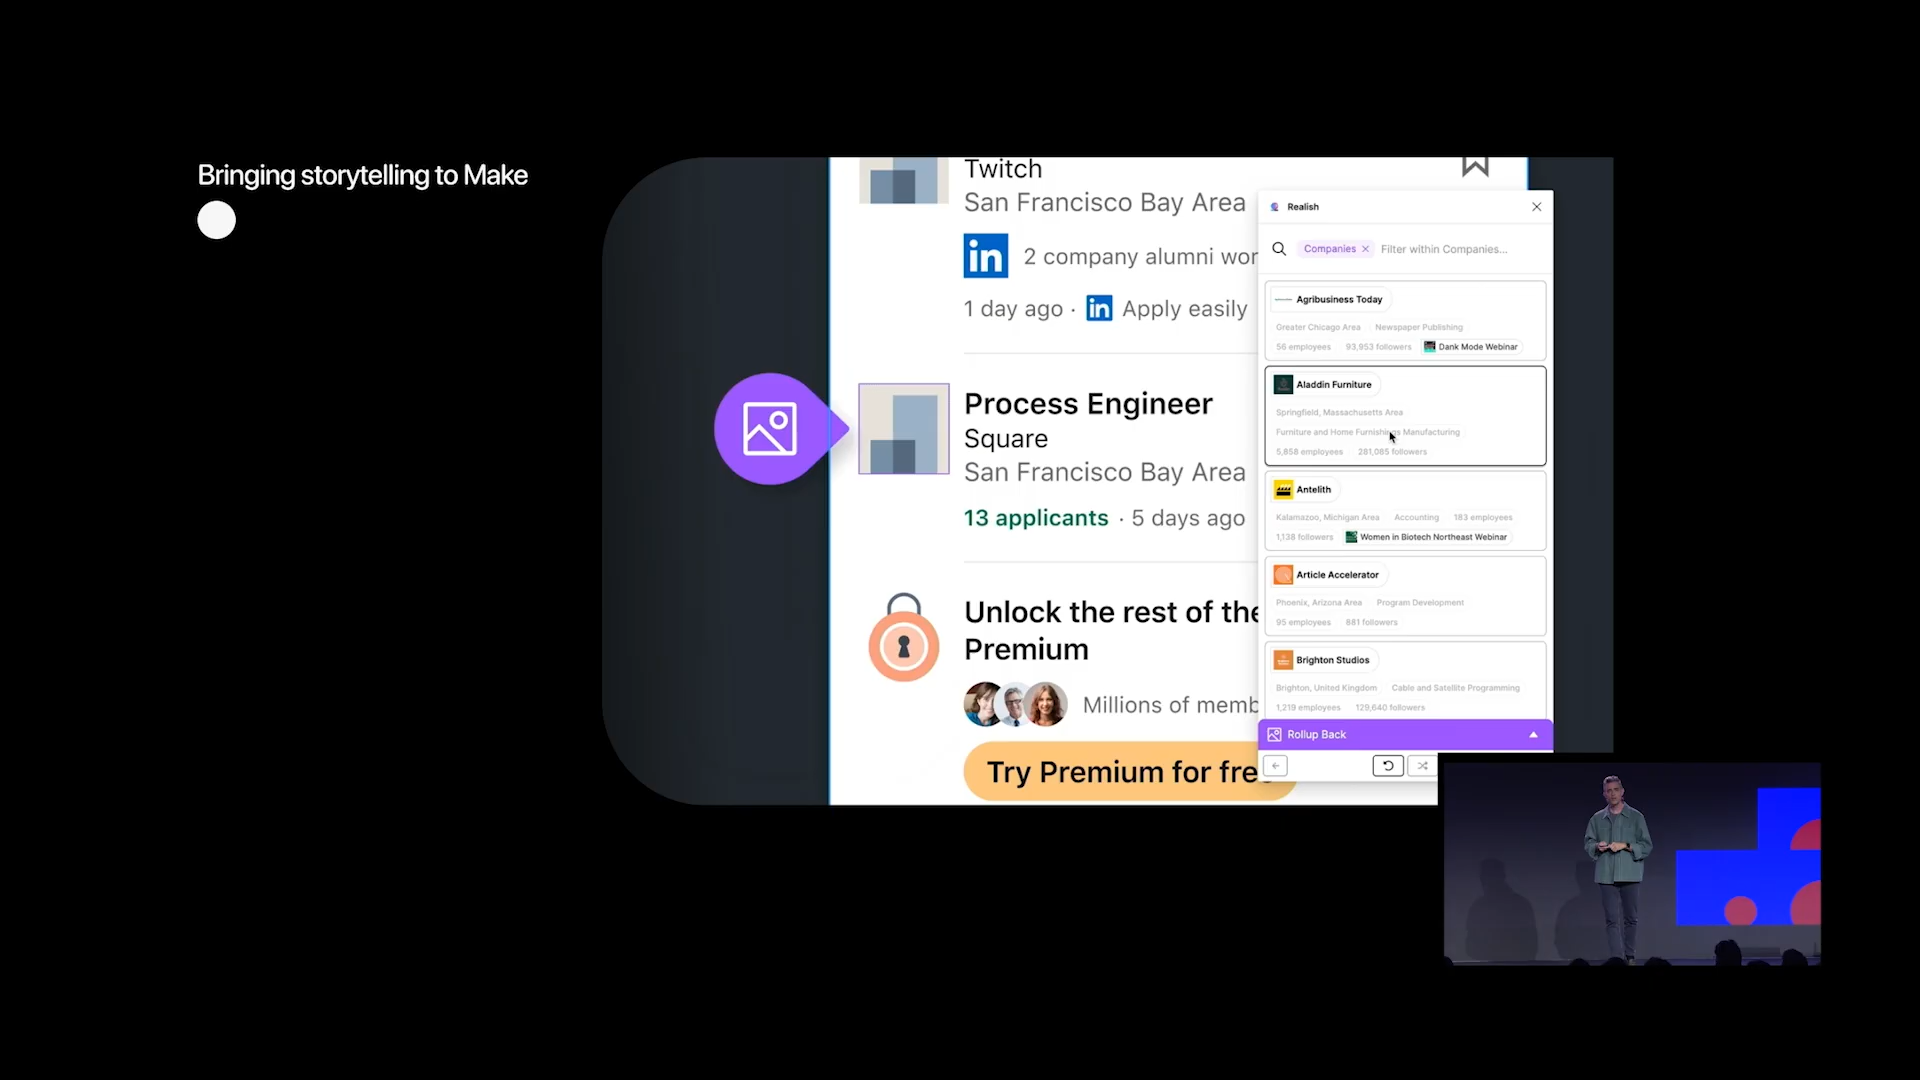 Bringing storytelling to Make
Twitch
San Francisco Bay Area
in 2 company alumni wor
1 day ago · in Apply easily
Process Engineer
Square
San Francisco Bay Area
13 applicants · 5 days ago
Unlock the rest of the
Premium
Millions of memb
Try Premium for fre
Realish
Companies × Filter within Companies...
Agribusiness Today
Greater Chicago Area Newspaper Publishing
56 employees 93,953 followers Dank Mode Webinar
Aladdin Furniture
Springfield, Massachusetts Area
Furniture and Home Furnishings Manufacturing
5,858 employees 281,085 followers
Antelith
Kalamazoo, Michigan Area Accounting 183 employees
1,138 followers Women in Biotech Northeast Webinar
Article Accelerator
Phoenix, Arizona Area Program Development
95 employees 881 followers
Brighton Studios
Brighton, United Kingdom Cable and Satellite Programming
1,219 employees 129,640 followers
Rollup Back